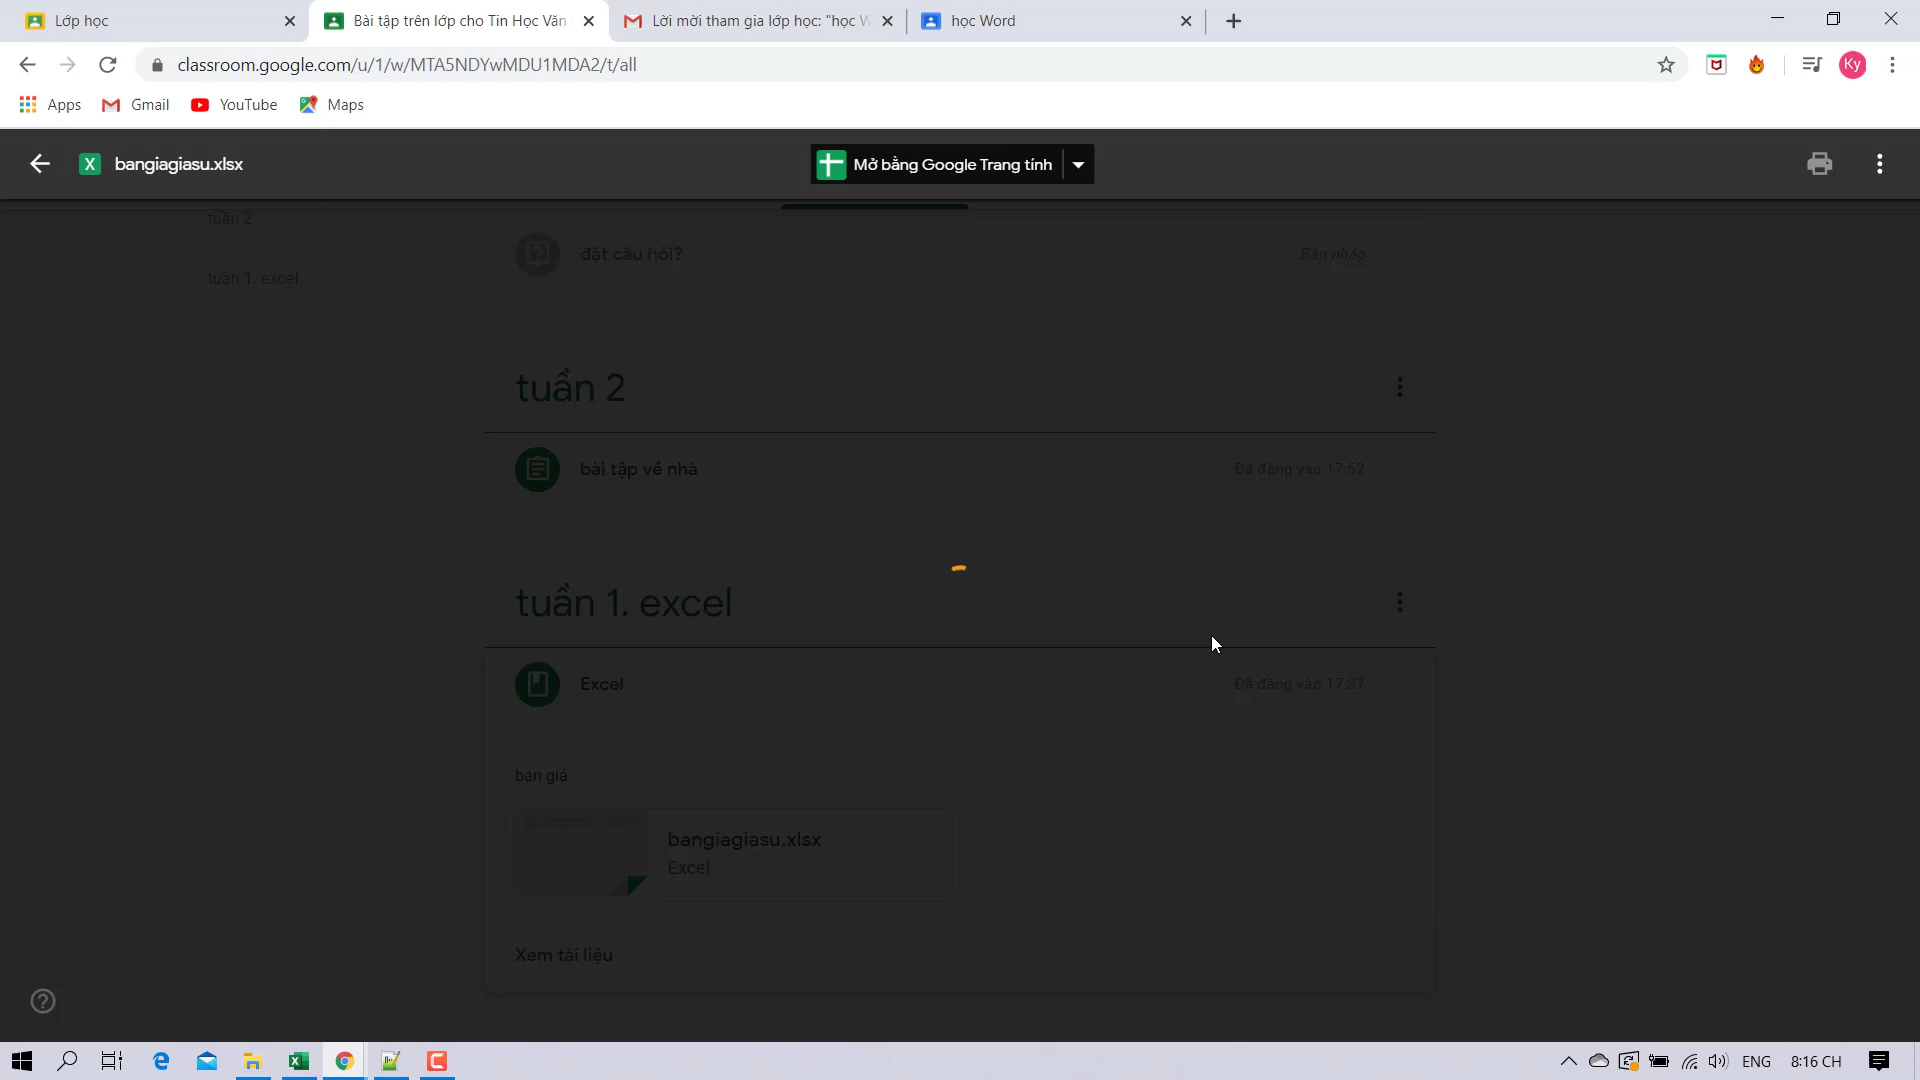 Lớp học
Bài tập trên lớp cho Tin Học Văn
Lời mời tham gia lớp học: "học W
học Word
classroom.google.com/u/1/w/MTA5NDYwMDU1MDA2/t/all
Ky
Apps
Gmail
YouTube
Maps
X
bangiagiasu.xlsx
Mở bằng Google Trang tính
tuần 2
đặt câu hỏi?
Bản nháp
tuần 1. excel
tuần 2
bài tập về nhà
Đã đăng vào 17:52
tuần 1. excel
Excel
Đã đăng vào 17:37
ban giá
bangiagiasu.xlsx
Excel
Xem tài liệu
ENG
8:16 CH